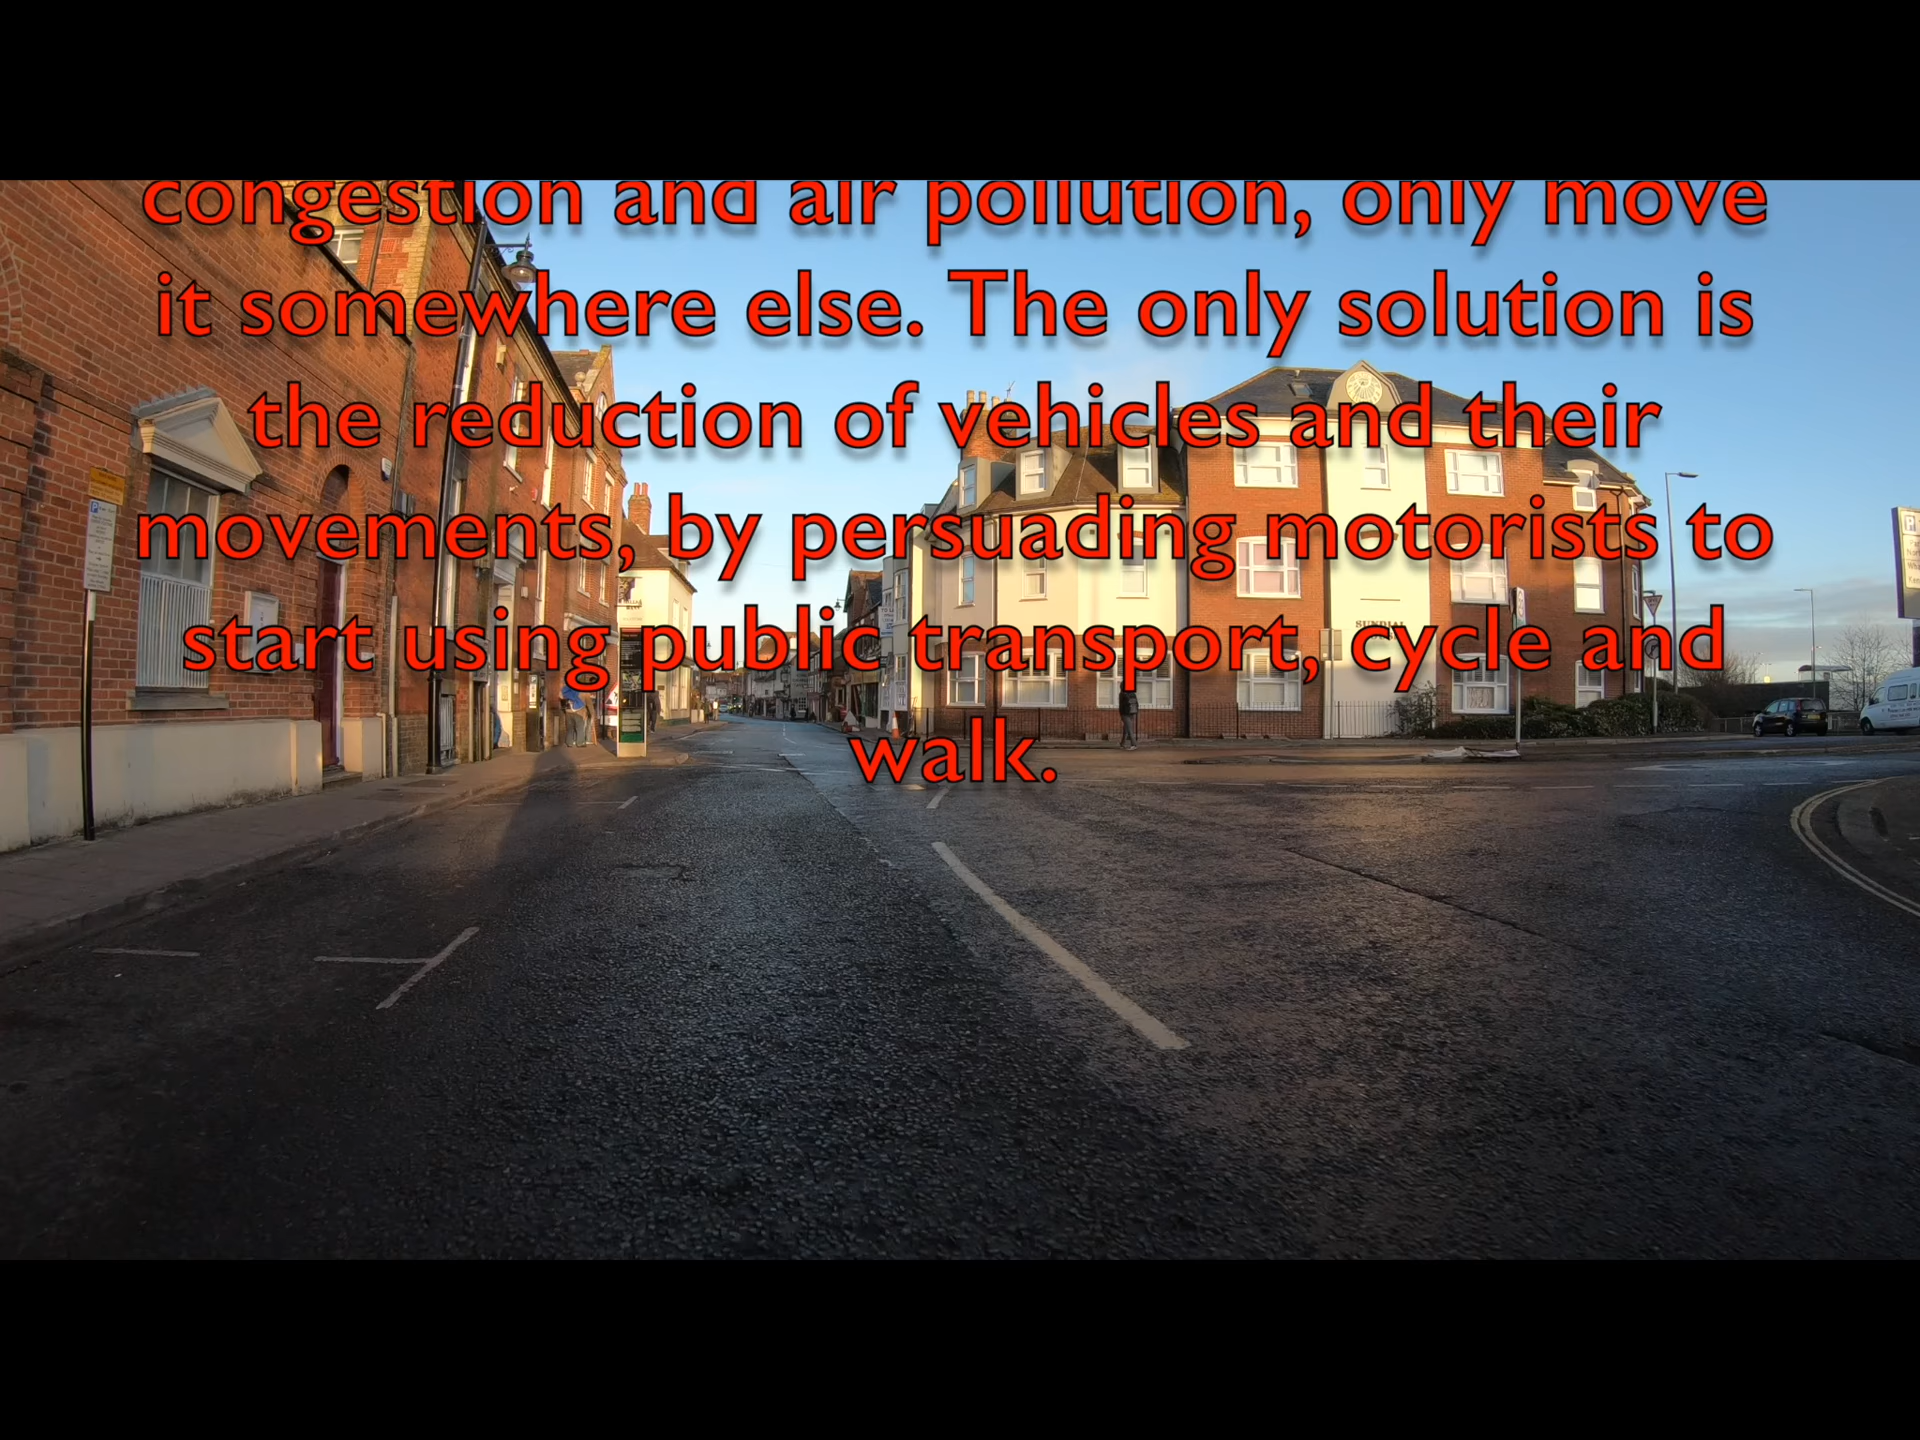 congestion and air pollution, only move
it somewhere else. The only solution is
the reduction of vehicles and their
movements, by persuading motorists to
start using public transport, cycle and
walk.
SUNDIAL
P
P